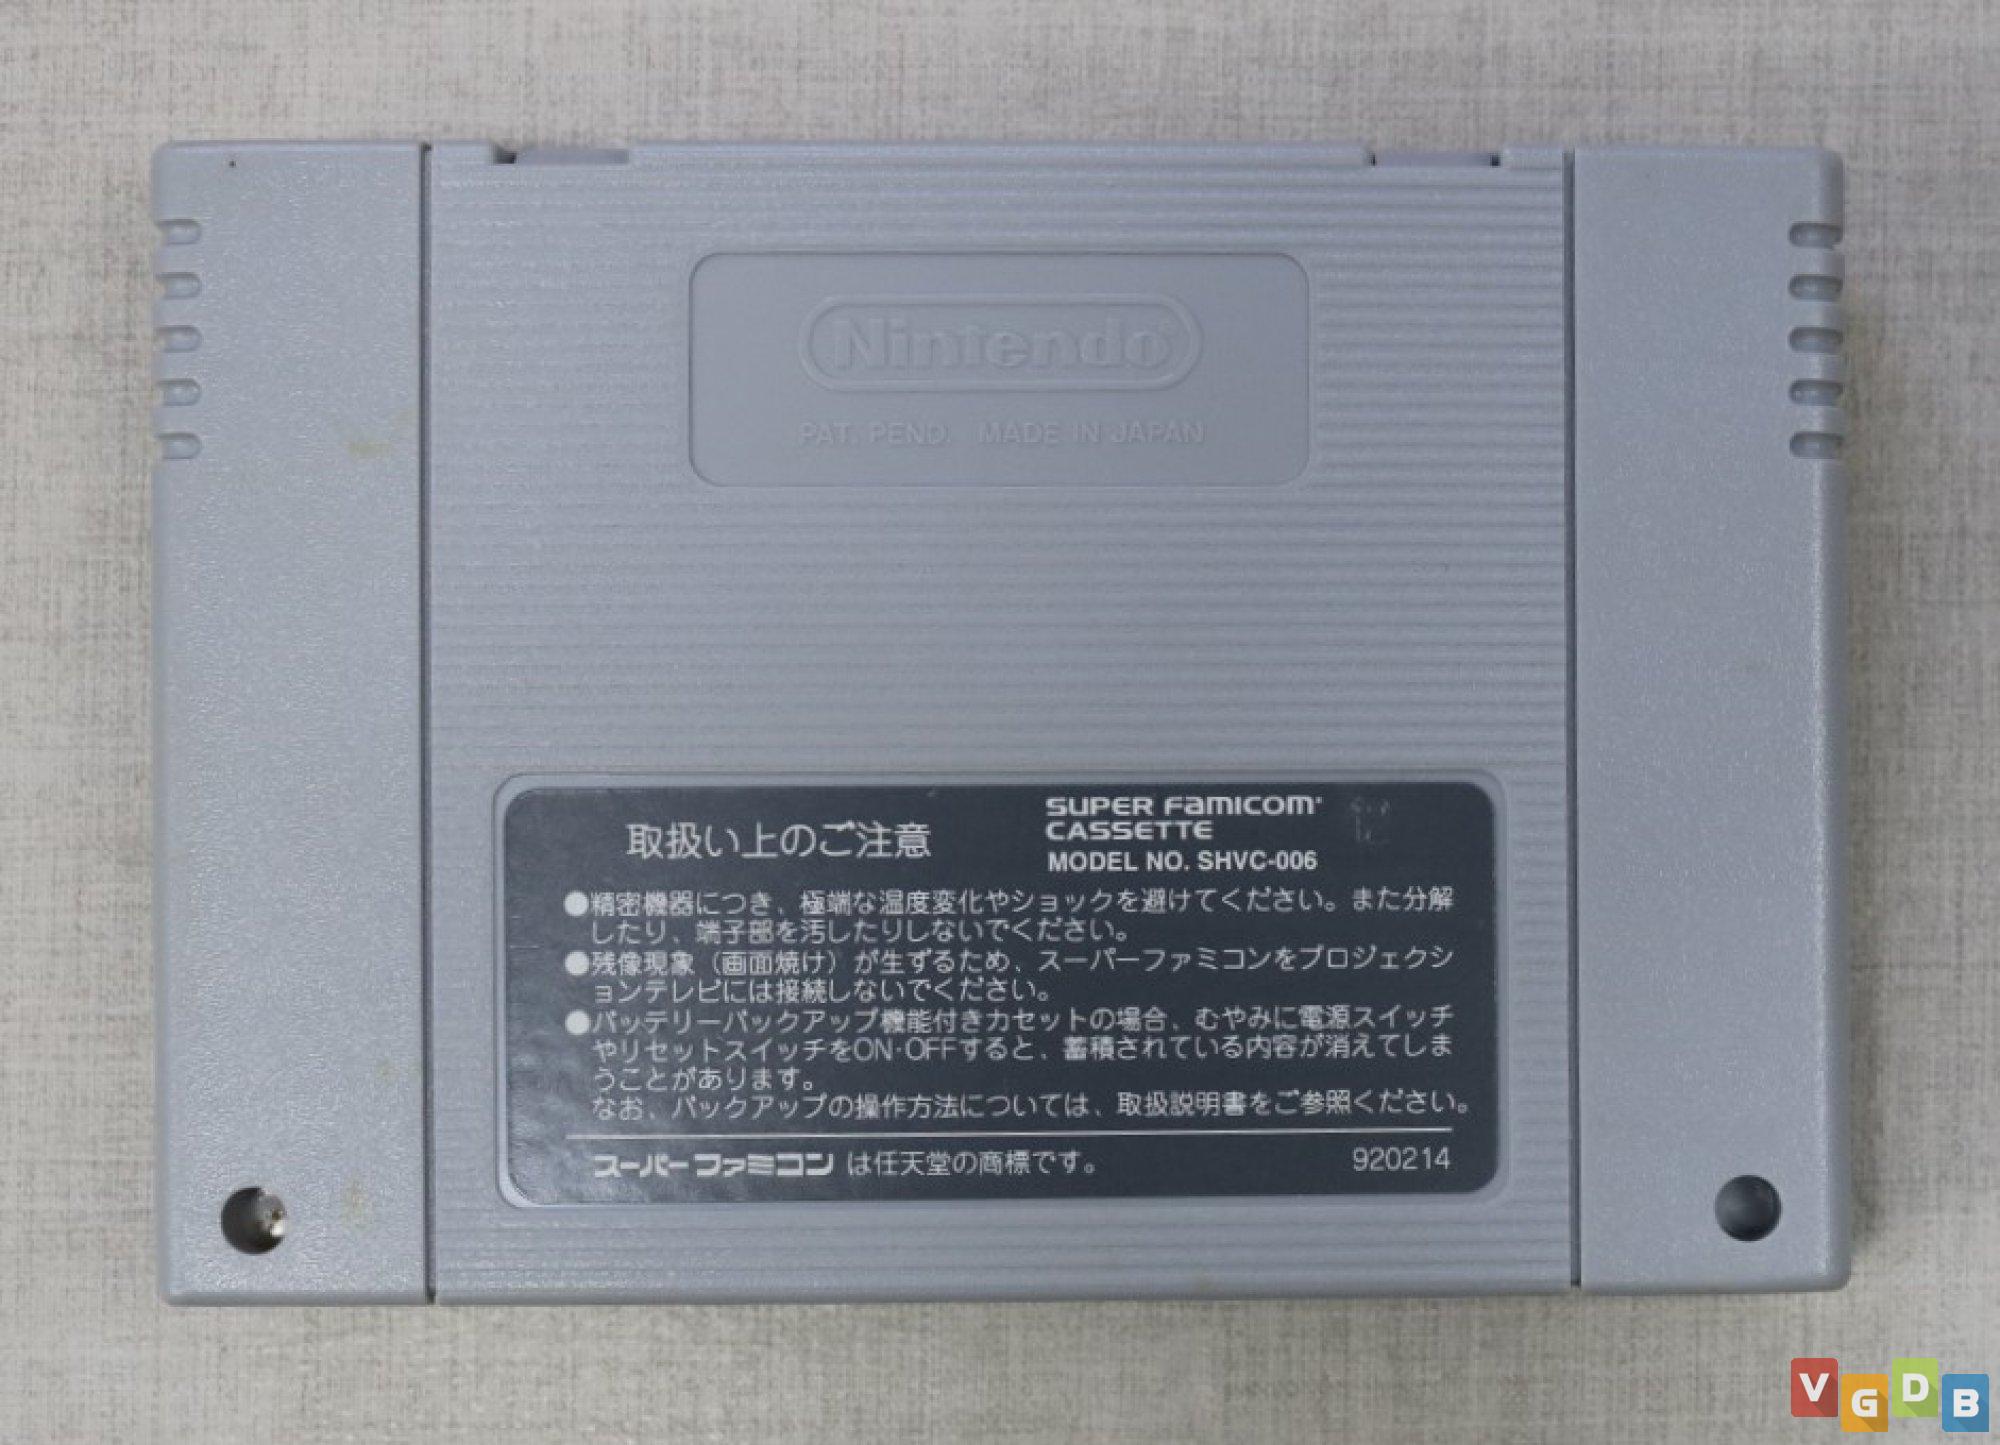 Nintendo
PAT. PEND. MADE IN JAPAN
取扱い上のご注意
SUPER FAMICOM
CASSETTE
MODEL NO. SHVC-006
●精密機器につき、極端な温度変化やショックを避けてください。また分解
したり、端子部を汚したりしないでください。
●残像現象（画面焼け）が生ずるため、スーパーファミコンをプロジェクシ
ョンテレビには接続しないでください。
●バッテリーバックアップ機能付きカセットの場合、むやみに電源スイッチ
やリセットスイッチをON·OFFすると、蓄積されている内容が消えてしま
うことがあります。
なお、バックアップの操作方法については、取扱説明書をご参照ください。
スーパーファミコン は任天堂の商標です。
920214
VGDB